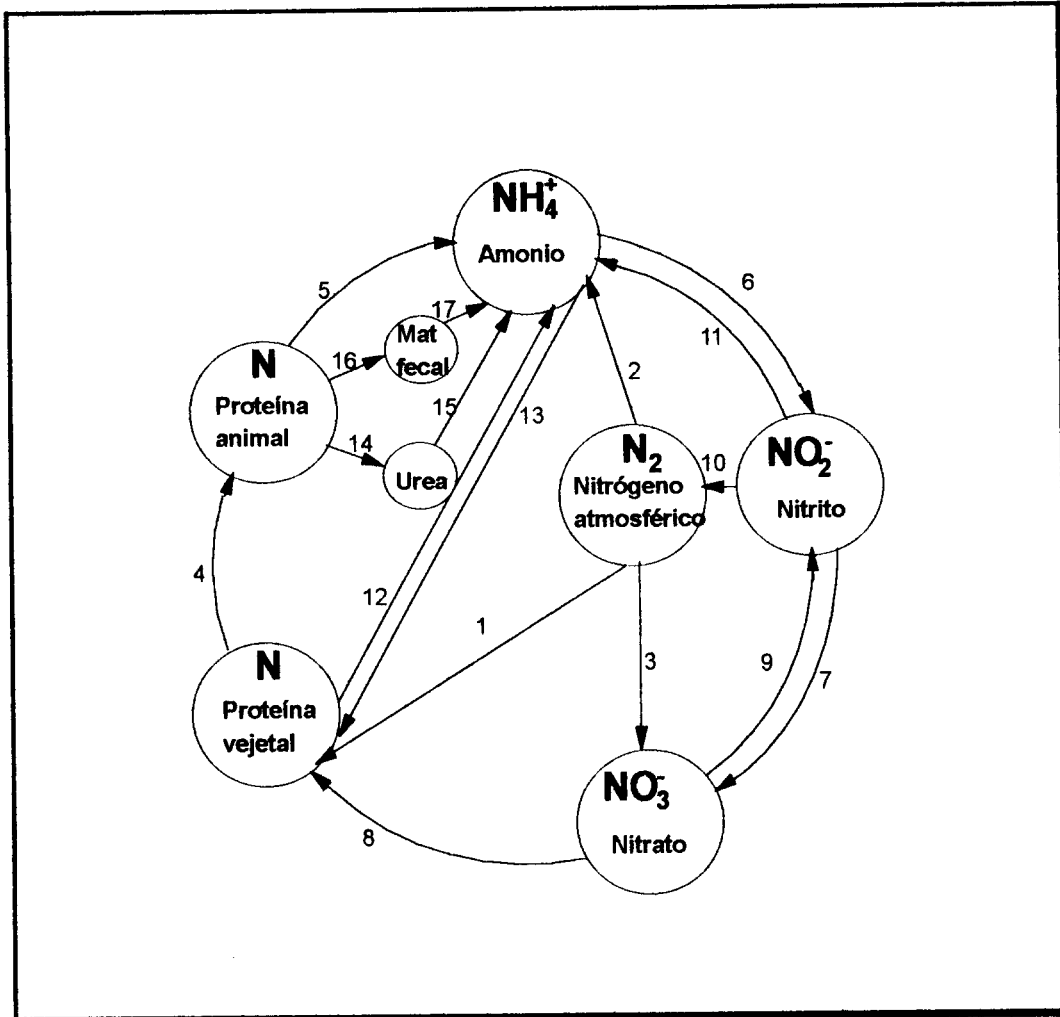 NH₄⁺
Amonio
5
6
17
Mat
fecal
16
11
2
15
13
N
Proteína
animal
14
Urea
N₂
Nitrógeno
atmosférico
10
NO₂⁻
Nitrito
4
12
1
3
9
7
N
Proteína
vejetal
NO₃⁻
Nitrato
8